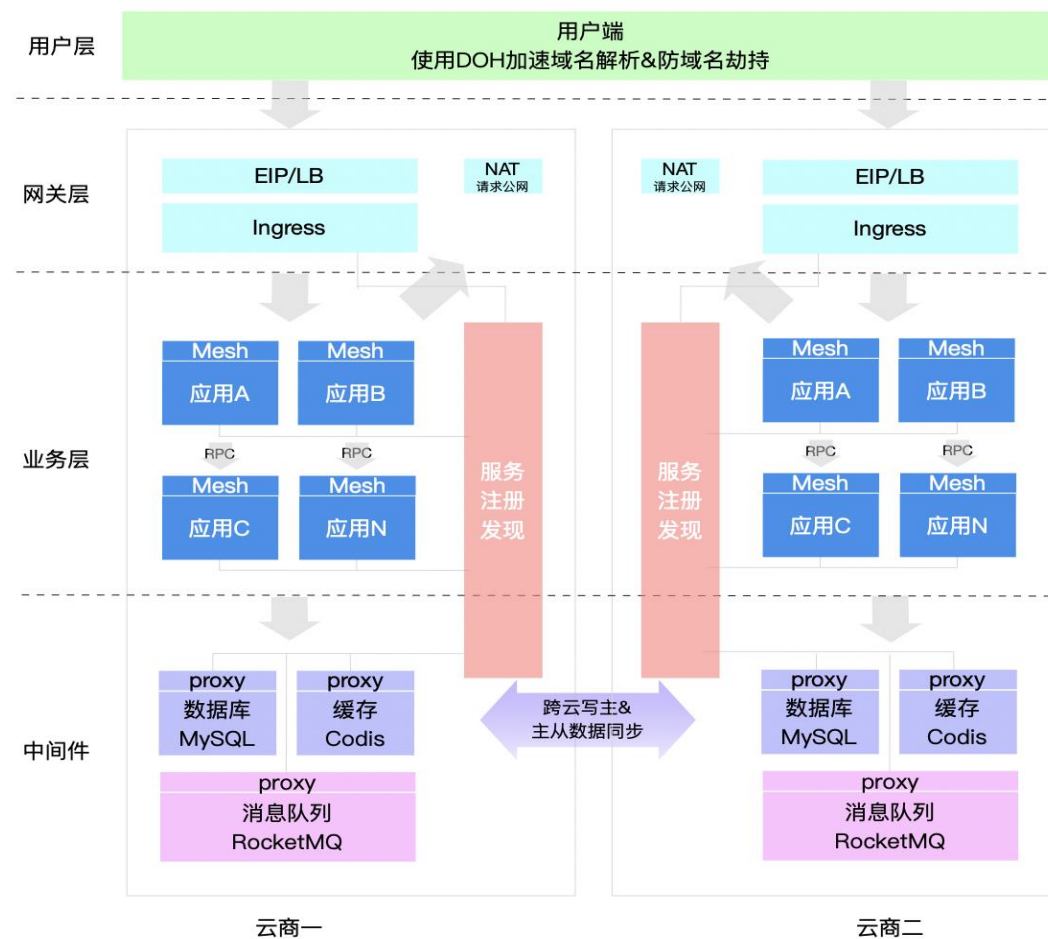 用户层
用户端
使用DOH加速域名解析&防域名劫持
网关层
EIP/LB
Ingress
NAT
请求公网
NAT
请求公网
EIP/LB
Ingress
业务层
Mesh
应用A
Mesh
应用B
RPC
RPC
Mesh
应用C
Mesh
应用N
服务
注册
发现
服务
注册
发现
Mesh
应用A
Mesh
应用B
RPC
RPC
Mesh
应用C
Mesh
应用N
中间件
proxy
数据库
MySQL
proxy
缓存
Codis
proxy
消息队列
RocketMQ
跨云写主&
主从数据同步
proxy
数据库
MySQL
proxy
缓存
Codis
proxy
消息队列
RocketMQ
云商一
云商二